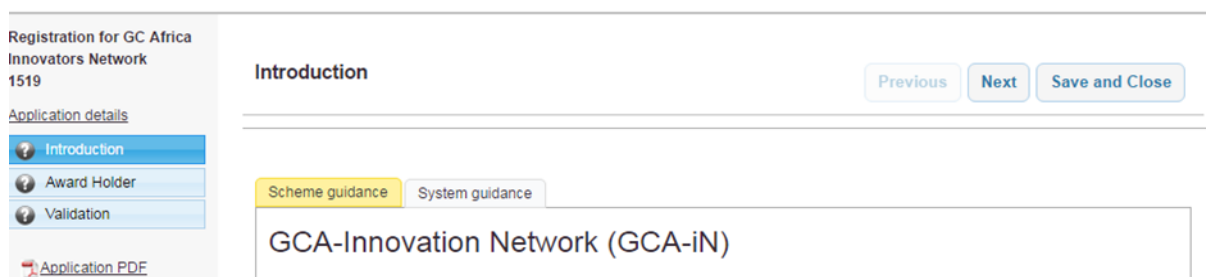 Registration for GC Africa
Innovators Network
1519
Application details
Introduction
Award Holder
Validation
Application PDF
Introduction
Previous
Next
Save and Close
Scheme guidance
System guidance
GCA-Innovation Network (GCA-iN)